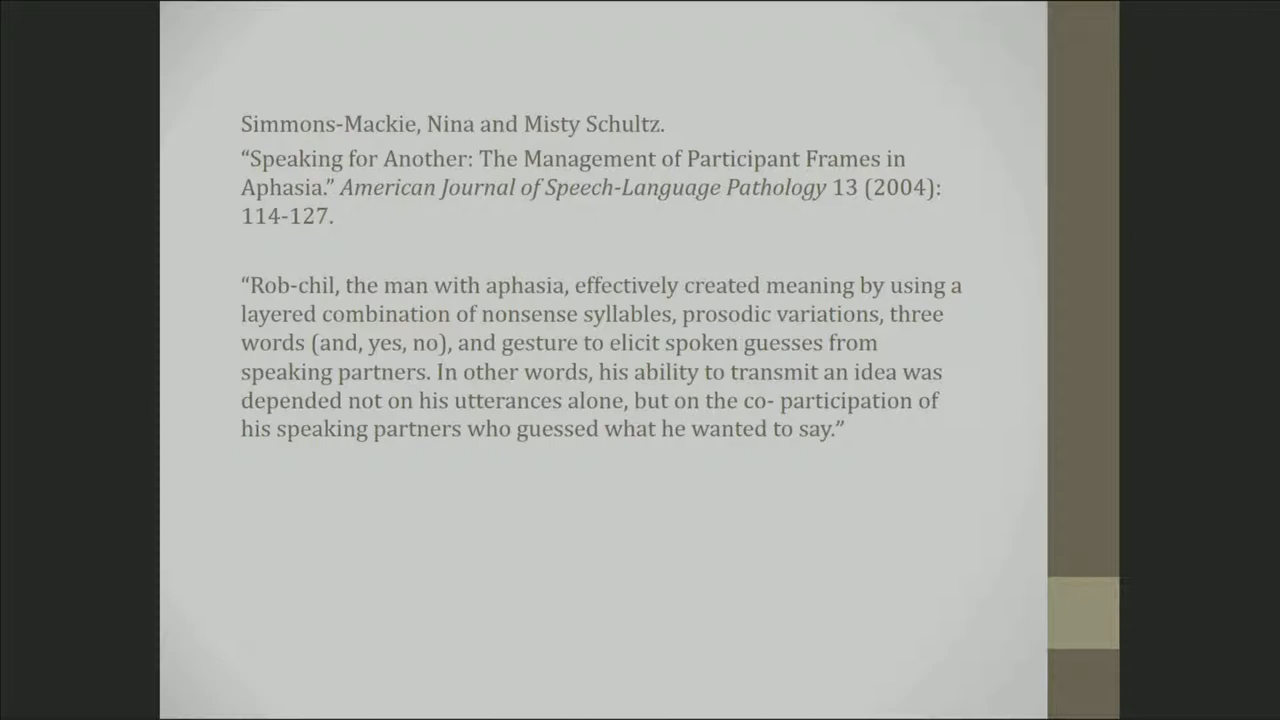 Simmons-Mackie, Nina and Misty Schultz.
“Speaking for Another: The Management of Participant Frames in
Aphasia.” American Journal of Speech-Language Pathology 13 (2004):
114-127.
“Rob-chil, the man with aphasia, effectively created meaning by using a
layered combination of nonsense syllables, prosodic variations, three
words (and, yes, no), and gesture to elicit spoken guesses from
speaking partners. In other words, his ability to transmit an idea was
depended not on his utterances alone, but on the co- participation of
his speaking partners who guessed what he wanted to say.”